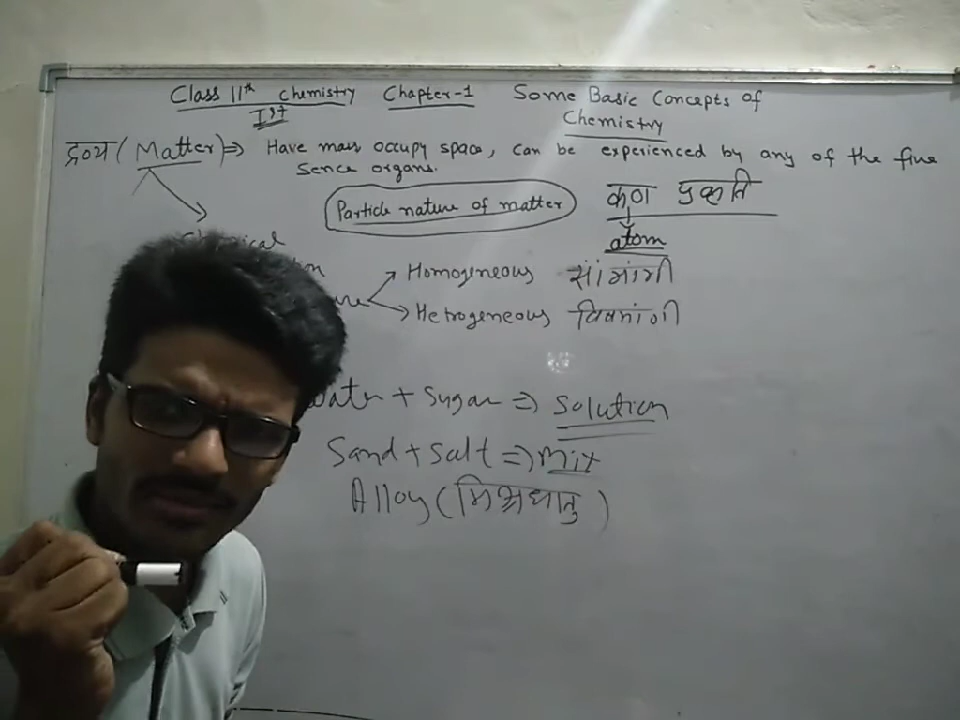 Class 11th Chemistry Chapter-1 Some Basic Concepts of
Ist Chemistry
द्रव्य (Matter) => Have mass occupy space, can be experienced by any of the five
Sence organs.
Particle nature of matter कण प्रकृति
atom
Homogeneous समांगी
Hetrogeneous विषमांगी
Water + Sugar => Solution
Sand + Salt => Mix
Alloy (मिश्रधातु)